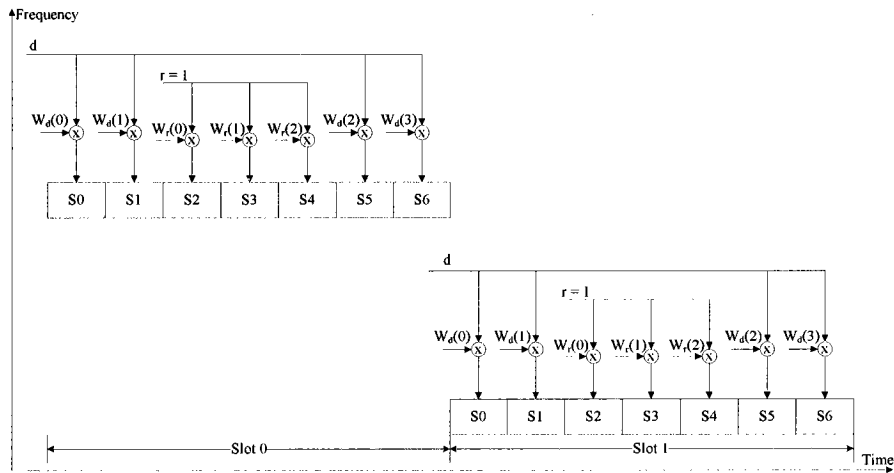 Frequency
d
r = 1
W_d(0) W_d(1) W_r(0) W_r(1) W_r(2) W_d(2) W_d(3)
X X X X X X X
S0 S1 S2 S3 S4 S5 S6
d
r = 1
W_d(0) W_d(1) W_r(0) W_r(1) W_r(2) W_d(2) W_d(3)
X X X X X X X
S0 S1 S2 S3 S4 S5 S6
Slot 0 Slot 1
Time